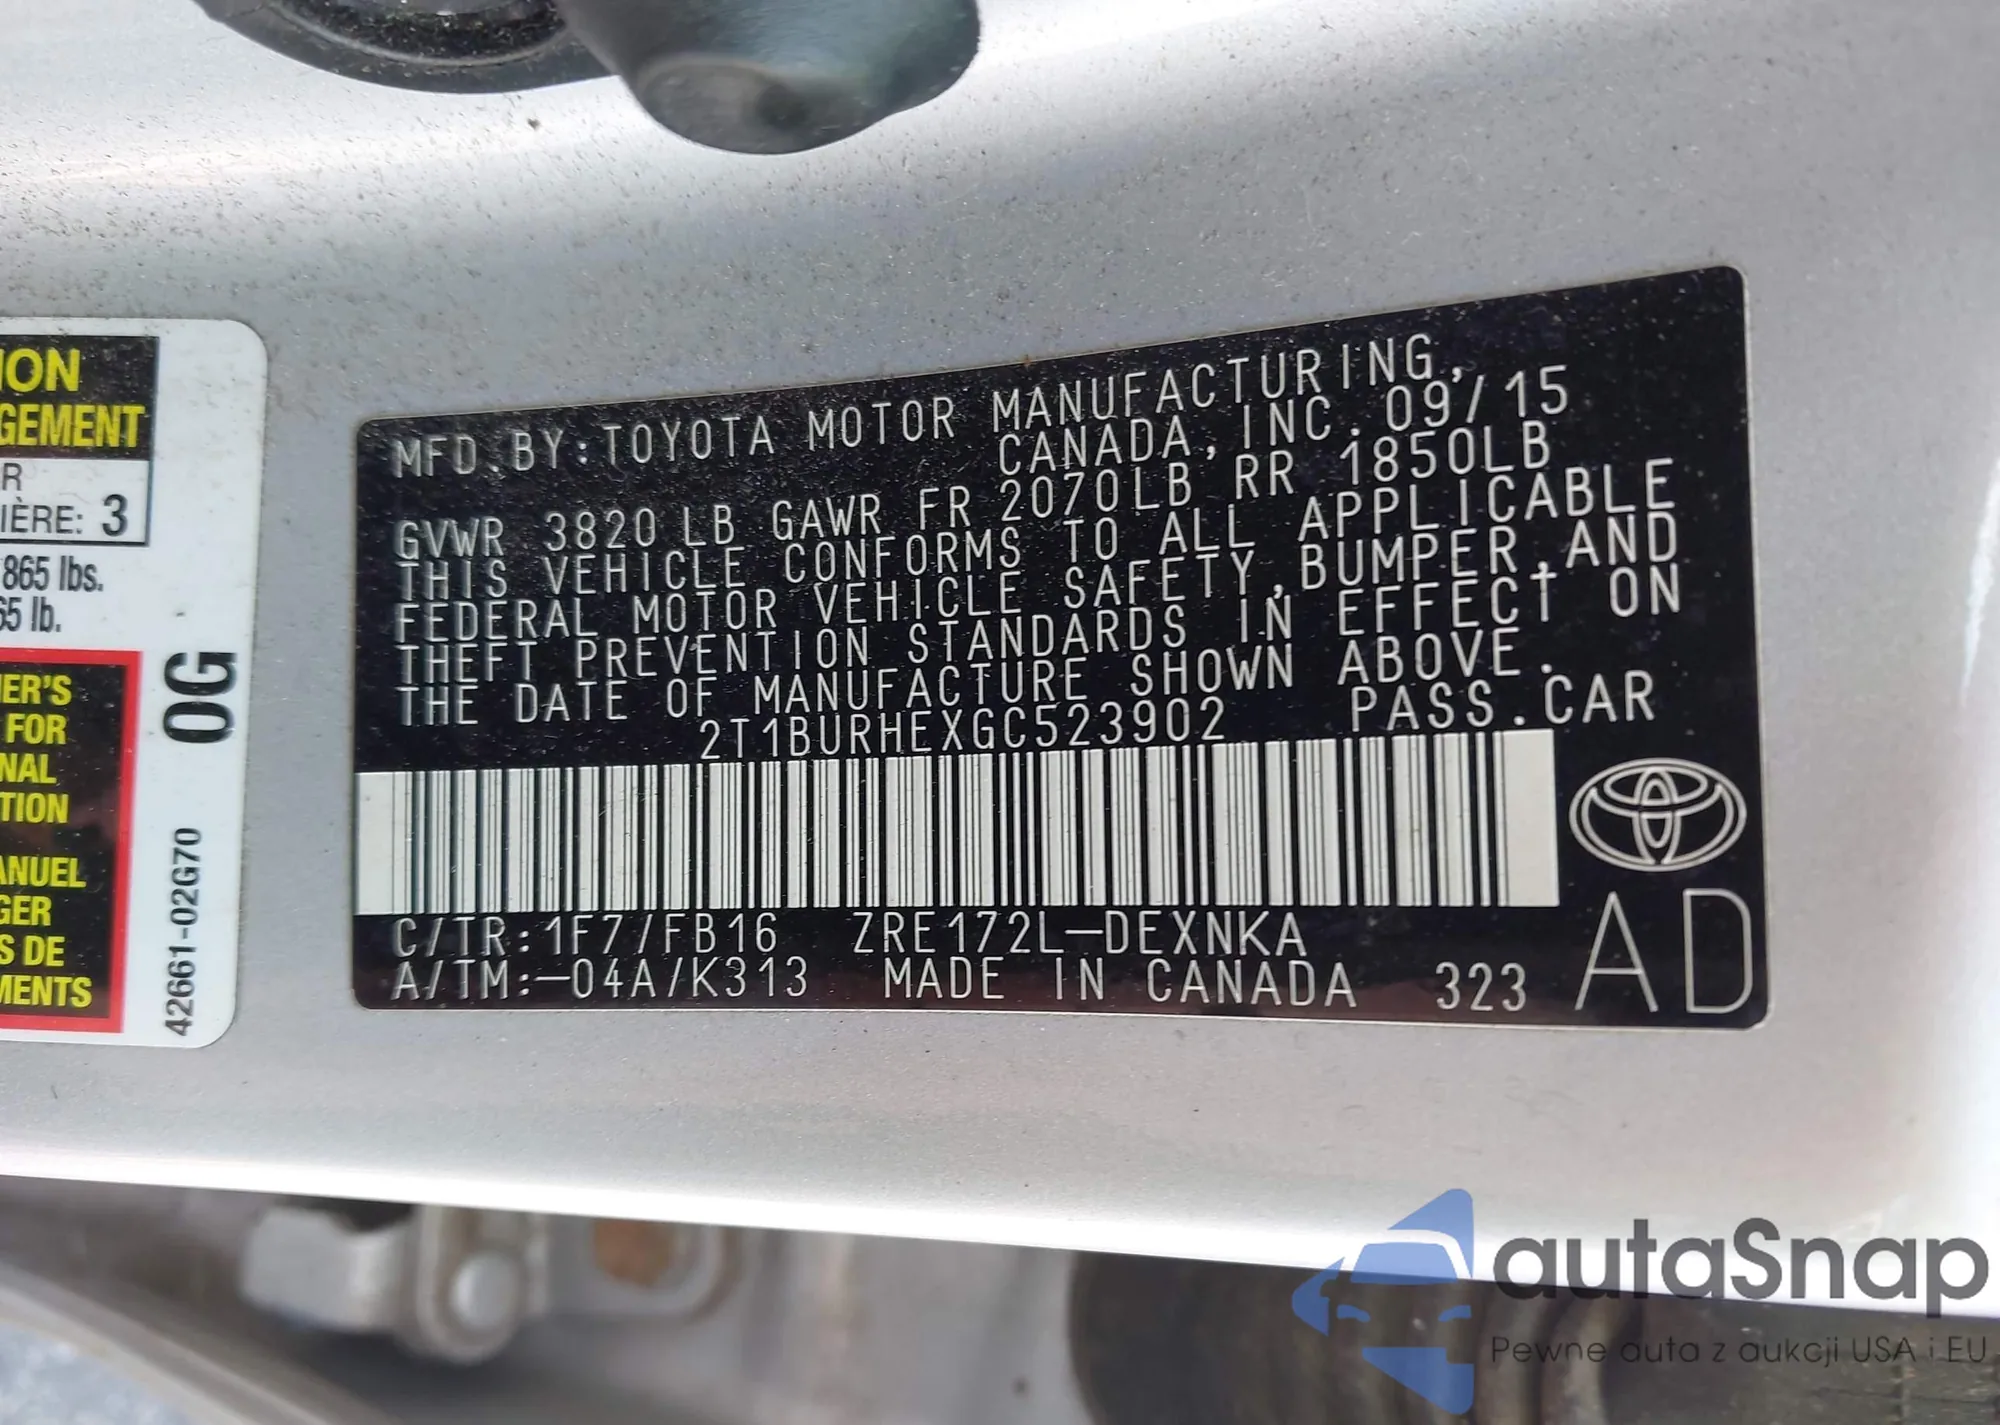 ION
GEMENT
R
IÈRE: 3
865 lbs.
65 lb.
ER'S
FOR
NAL
TION
ANUEL
GER
S DE
MENTS
0G
42661-02G70
MFD.BY:TOYOTA MOTOR MANUFACTURING,
CANADA,INC. 09/15
GVWR 3820LB GAWR FR 2070LB RR 1850LB
THIS VEHICLE CONFORMS TO ALL APPLICABLE
FEDERAL MOTOR VEHICLE SAFETY,BUMPER,AND
THEFT PREVENTION STANDARDS IN EFFECT ON
THE DATE OF MANUFACTURE SHOWN ABOVE.
2T1BURHEXGC523902 PASS.CAR
C/TR:1F7/FB16 ZRE172L-DEXNKA
A/TM:-04A/K313 MADE IN CANADA 323
AD
autaSnap
Pewne auta z aukcji USA i EU